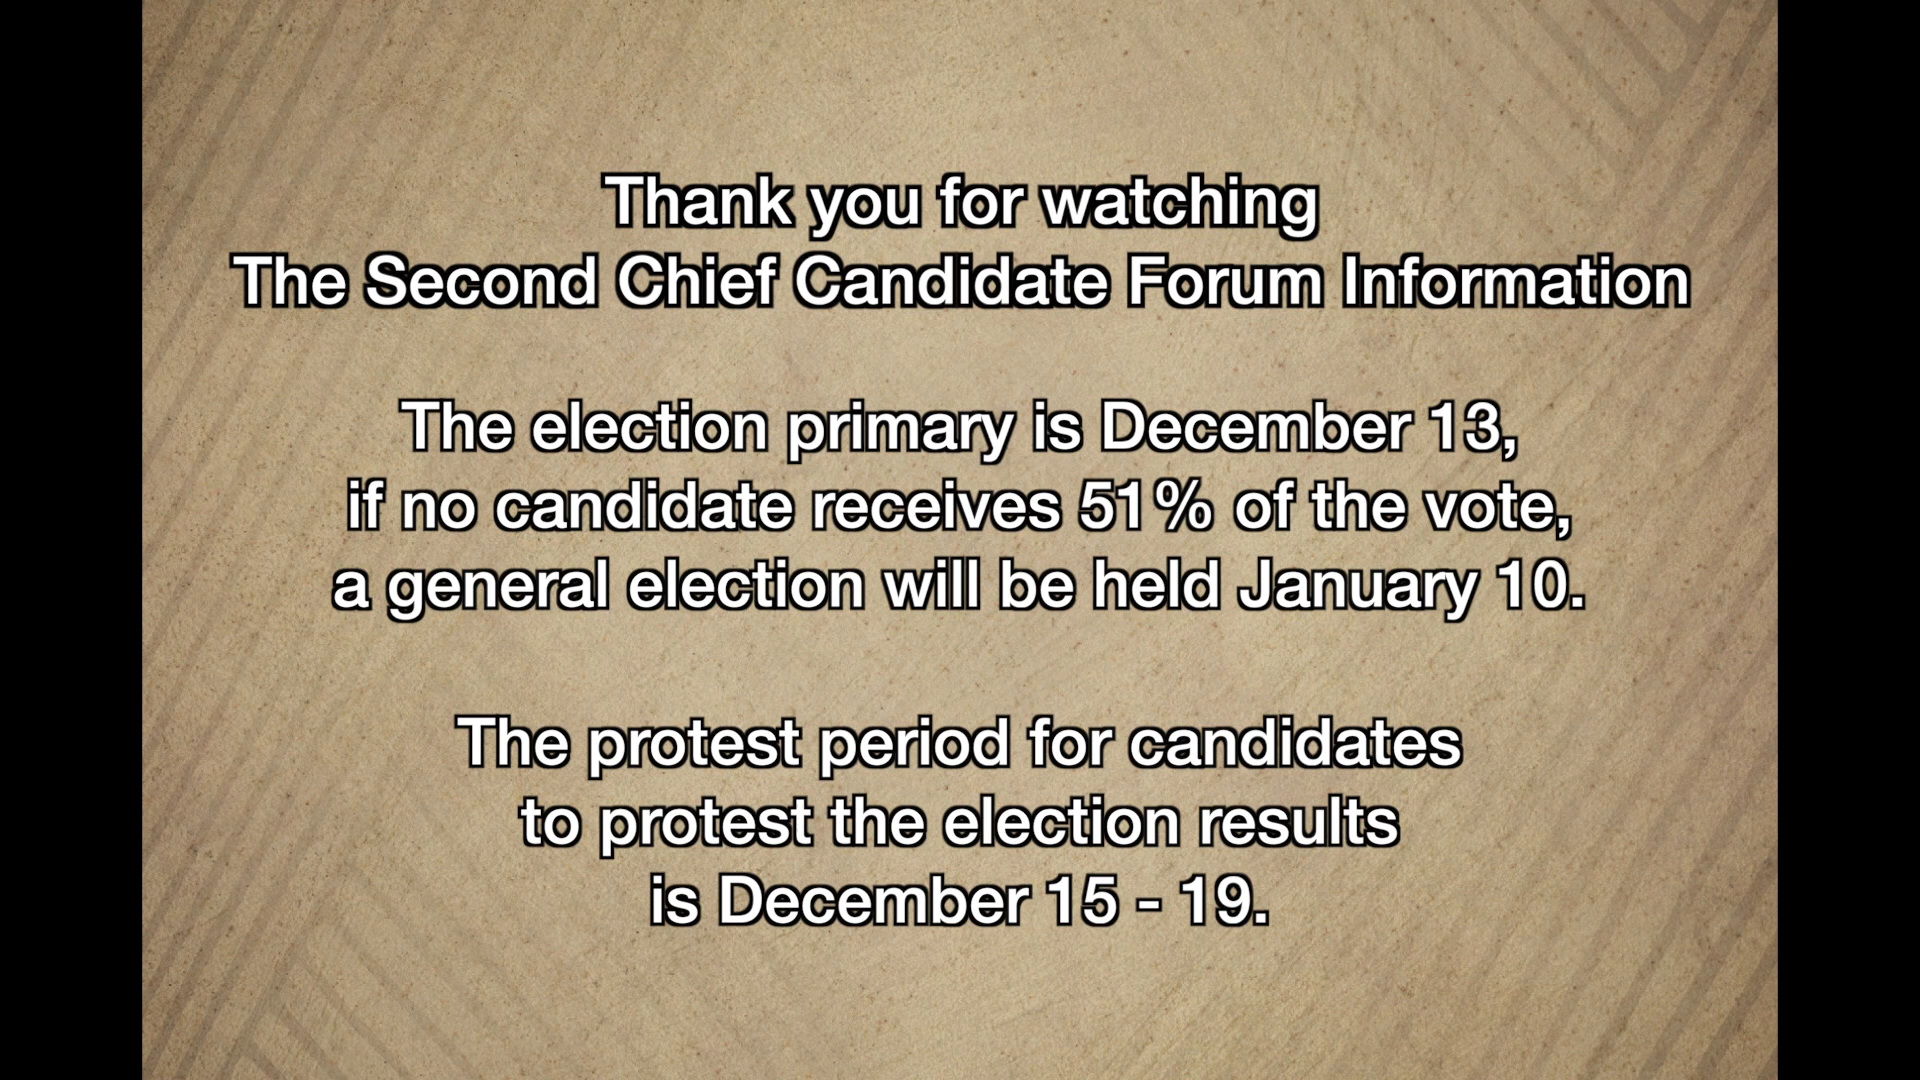 Thank you for watching
The Second Chief Candidate Forum Information
The election primary is December 13,
if no candidate receives 51% of the vote,
a general election will be held January 10.
The protest period for candidates
to protest the election results
is December 15 - 19.